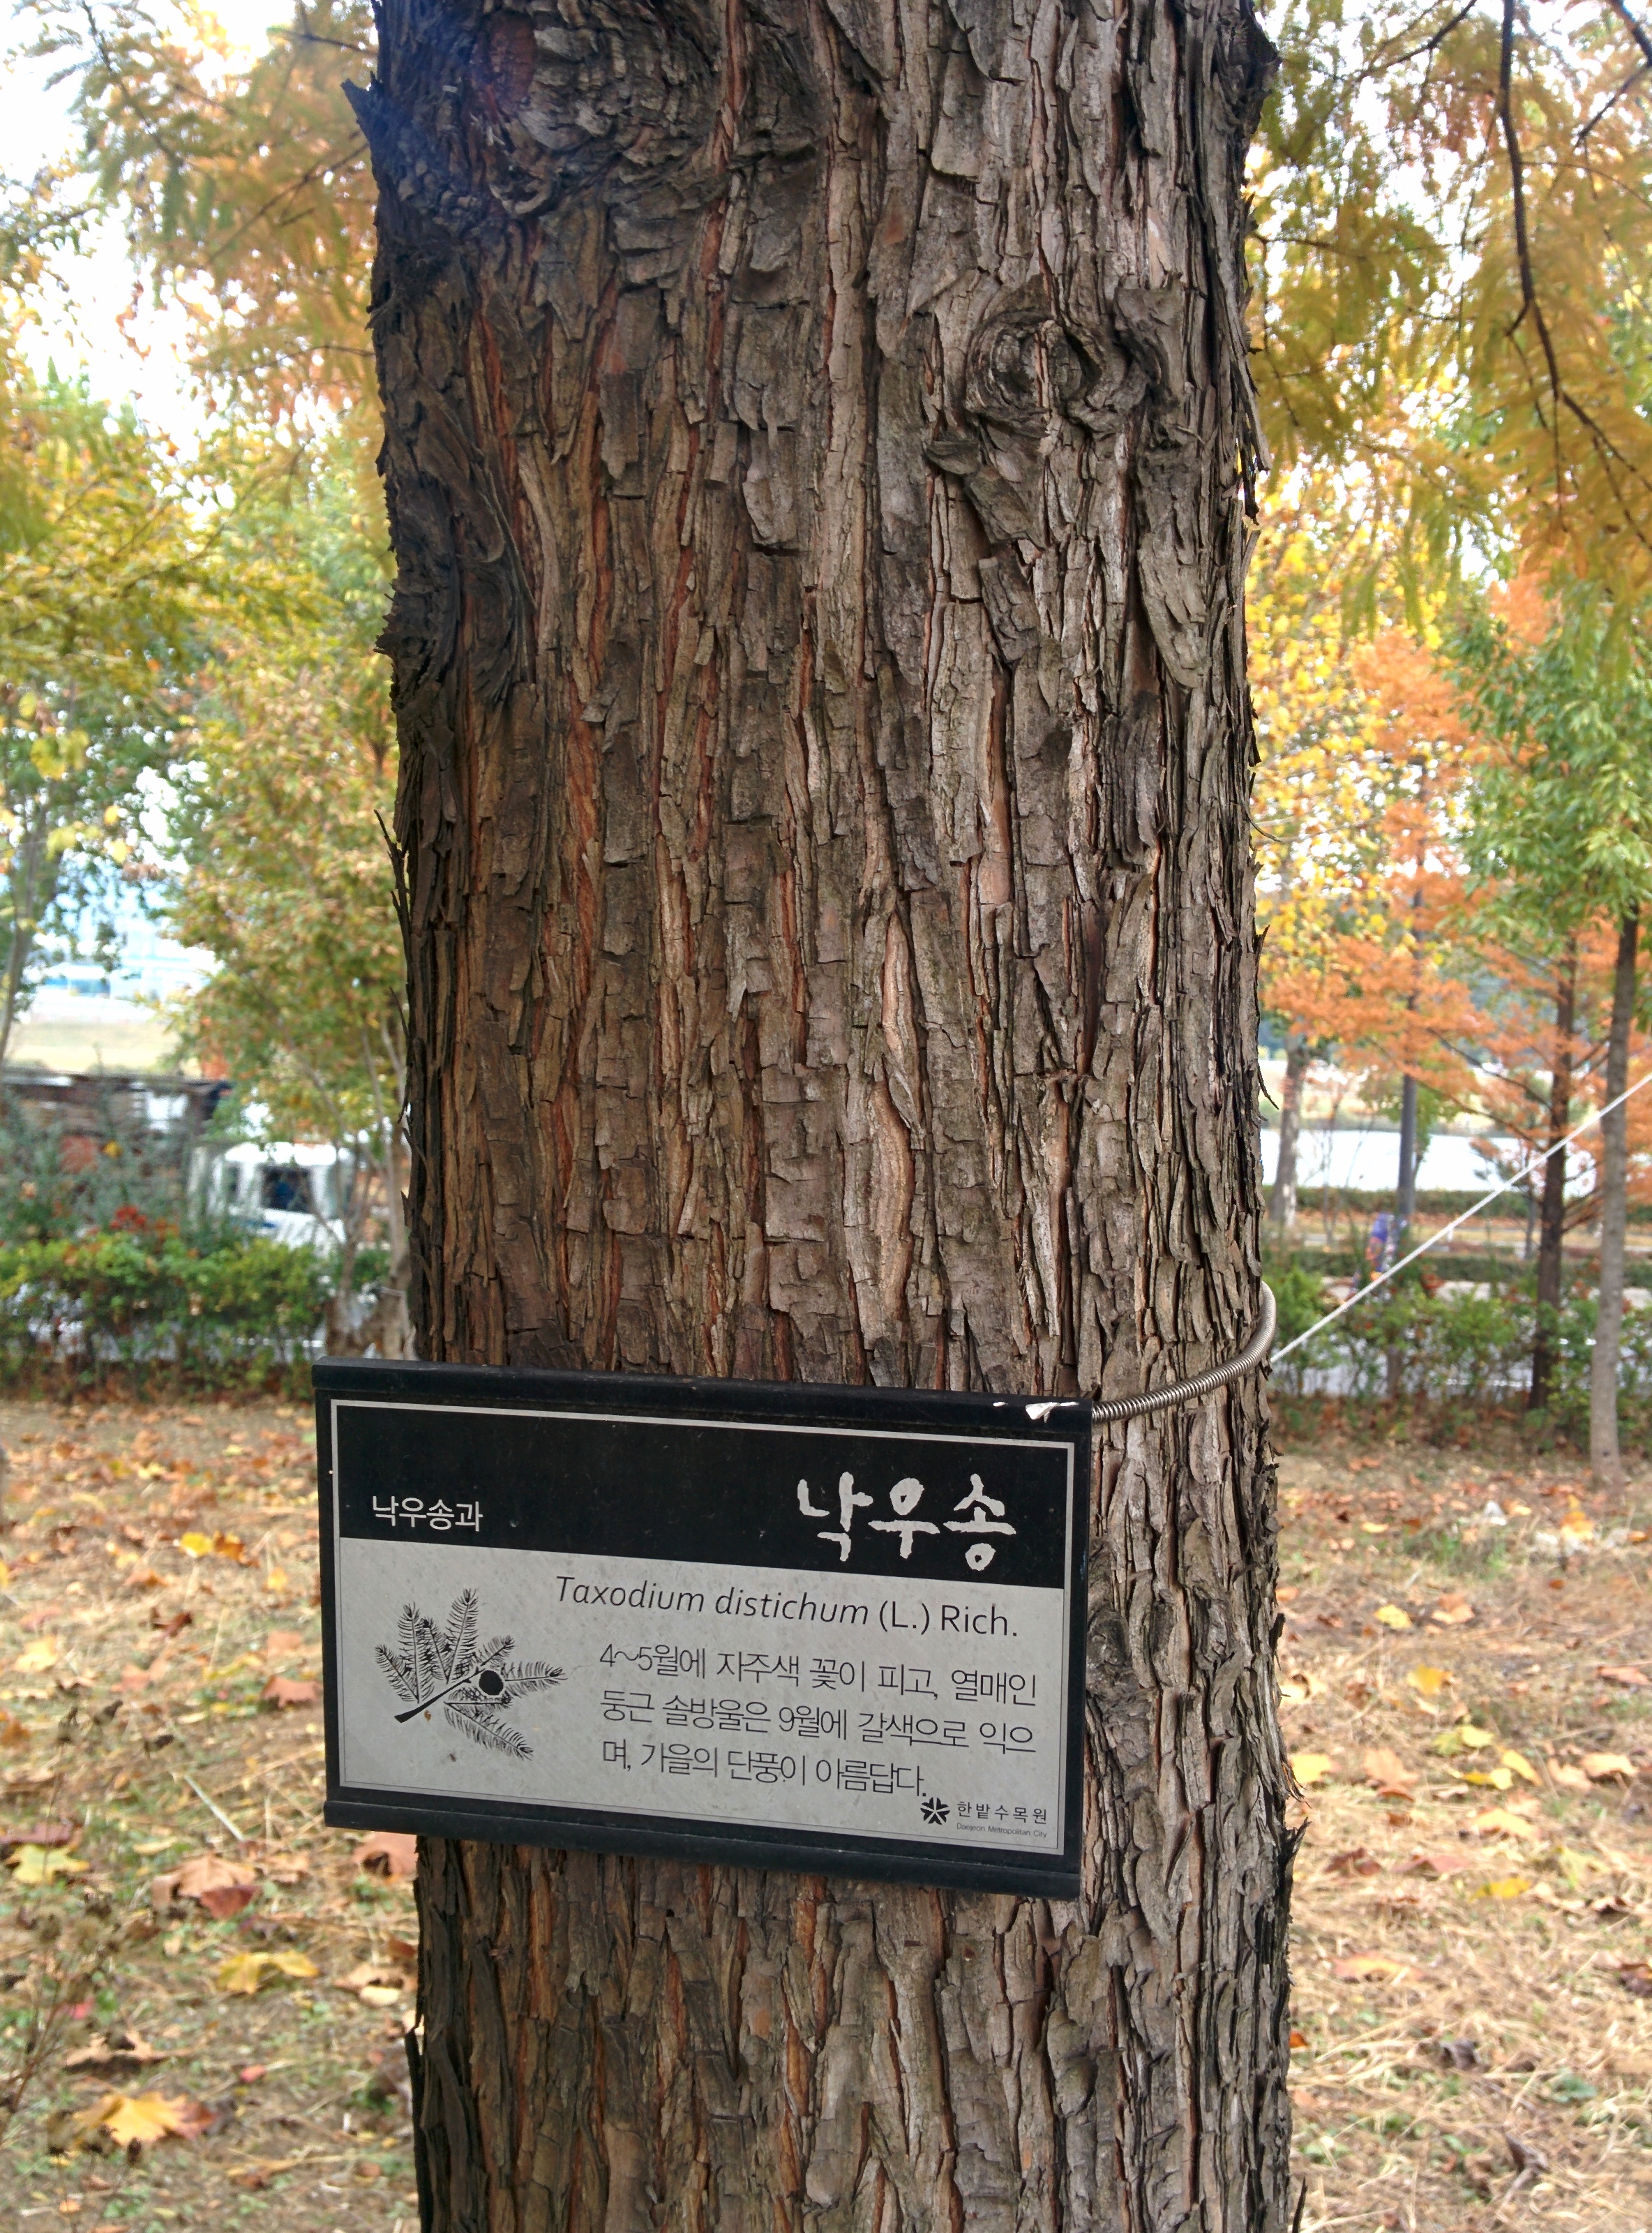 낙우송과
낙우송
Taxodium distichum (L.) Rich.
4~5월에 자주색 꽃이 피고, 열매인
둥근 솔방울은 9월에 갈색으로 익으
며, 가을의 단풍이 아름답다.
한밭수목원
Daejeon Metropolitan City